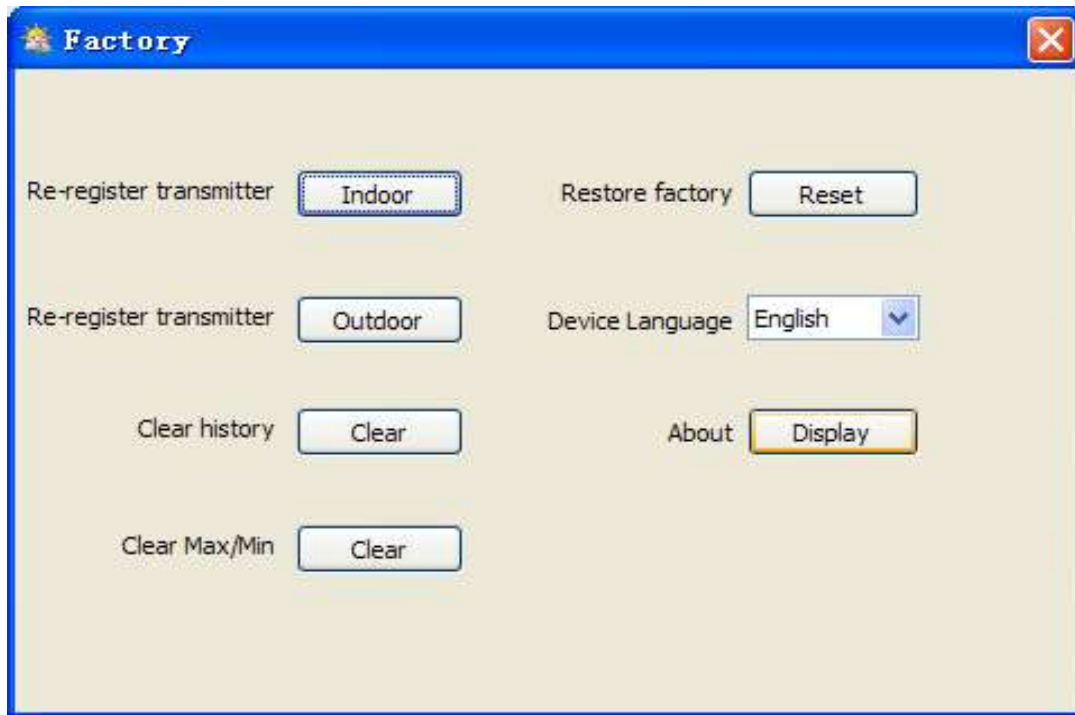 Factory
Re-register transmitter Indoor Restore factory Reset
Re-register transmitter Outdoor Device Language English
Clear history Clear About Display
Clear Max/Min Clear